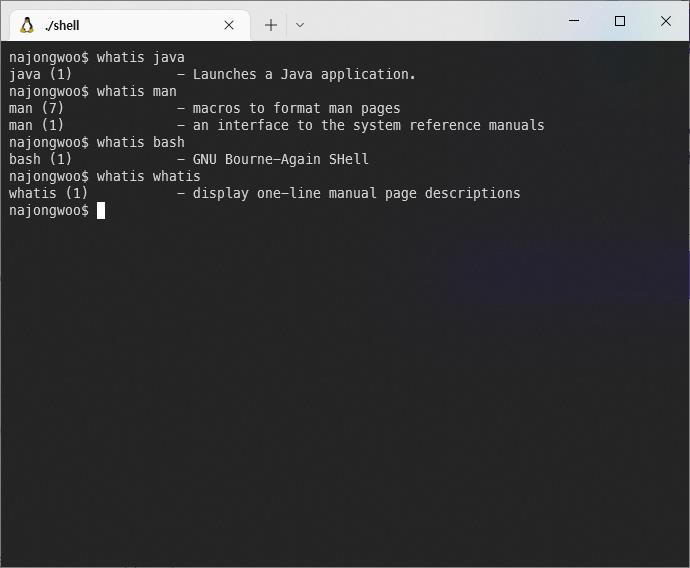 ./shell
najongwoo$ whatis java
java (1)             - Launches a Java application.
najongwoo$ whatis man
man (7)              - macros to format man pages
man (1)              - an interface to the system reference manuals
najongwoo$ whatis bash
bash (1)             - GNU Bourne-Again SHell
najongwoo$ whatis whatis
whatis (1)           - display one-line manual page descriptions
najongwoo$